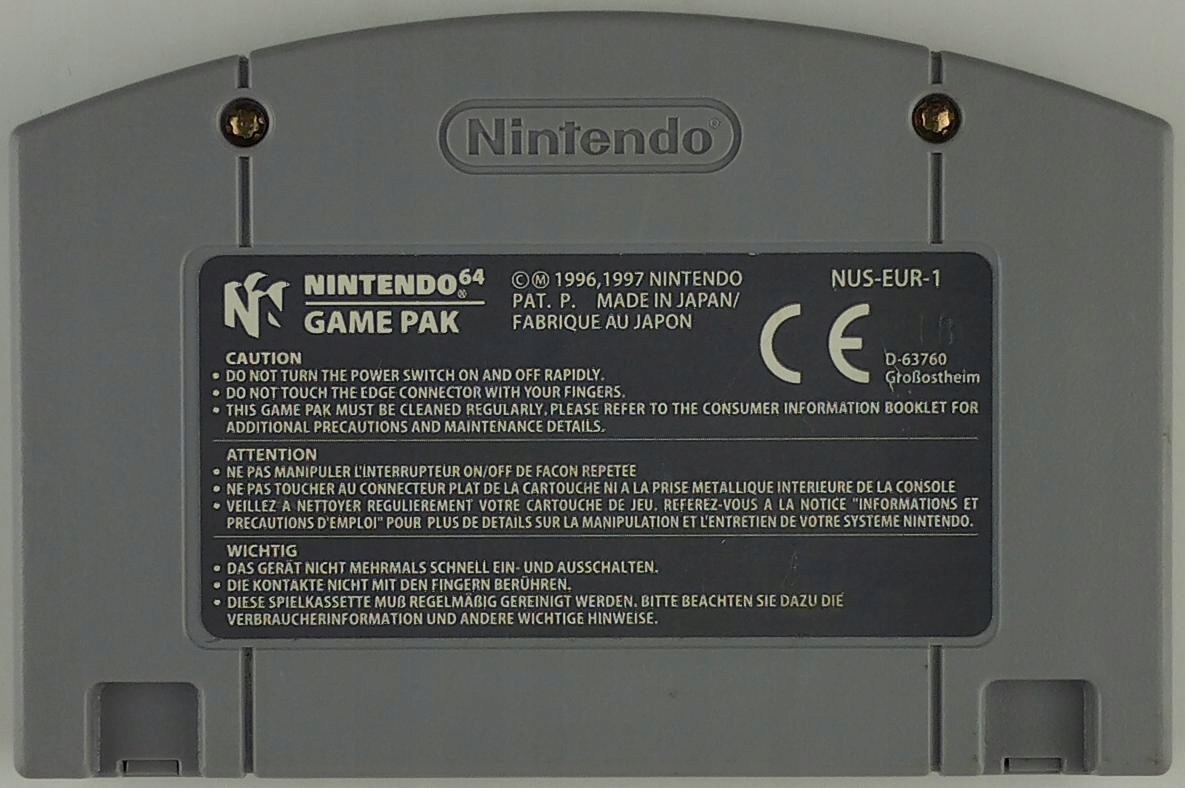 Nintendo®
NINTENDO64®
GAME PAK
©Ⓜ 1996,1997 NINTENDO
PAT. P. MADE IN JAPAN/
FABRIQUE AU JAPON
NUS-EUR-1
CE
D-63760
Großostheim
CAUTION
• DO NOT TURN THE POWER SWITCH ON AND OFF RAPIDLY.
• DO NOT TOUCH THE EDGE CONNECTOR WITH YOUR FINGERS.
• THIS GAME PAK MUST BE CLEANED REGULARLY. PLEASE REFER TO THE CONSUMER INFORMATION BOOKLET FOR
ADDITIONAL PRECAUTIONS AND MAINTENANCE DETAILS.
ATTENTION
• NE PAS MANIPULER L'INTERRUPTEUR ON/OFF DE FACON REPETEE
• NE PAS TOUCHER AU CONNECTEUR PLAT DE LA CARTOUCHE NI A LA PRISE METALLIQUE INTERIEURE DE LA CONSOLE
• VEILLEZ A NETTOYER REGULIEREMENT VOTRE CARTOUCHE DE JEU. REFEREZ-VOUS A LA NOTICE "INFORMATIONS ET
PRECAUTIONS D'EMPLOI" POUR PLUS DE DETAILS SUR LA MANIPULATION ET L'ENTRETIEN DE VOTRE SYSTEME NINTENDO.
WICHTIG
• DAS GERÄT NICHT MEHRMALS SCHNELL EIN- UND AUSSCHALTEN.
• DIE KONTAKTE NICHT MIT DEN FINGERN BERÜHREN.
• DIESE SPIELKASSETTE MUß REGELMÄßIG GEREINIGT WERDEN. BITTE BEACHTEN SIE DAZU DIE
VERBRAUCHERINFORMATION UND ANDERE WICHTIGE HINWEISE.